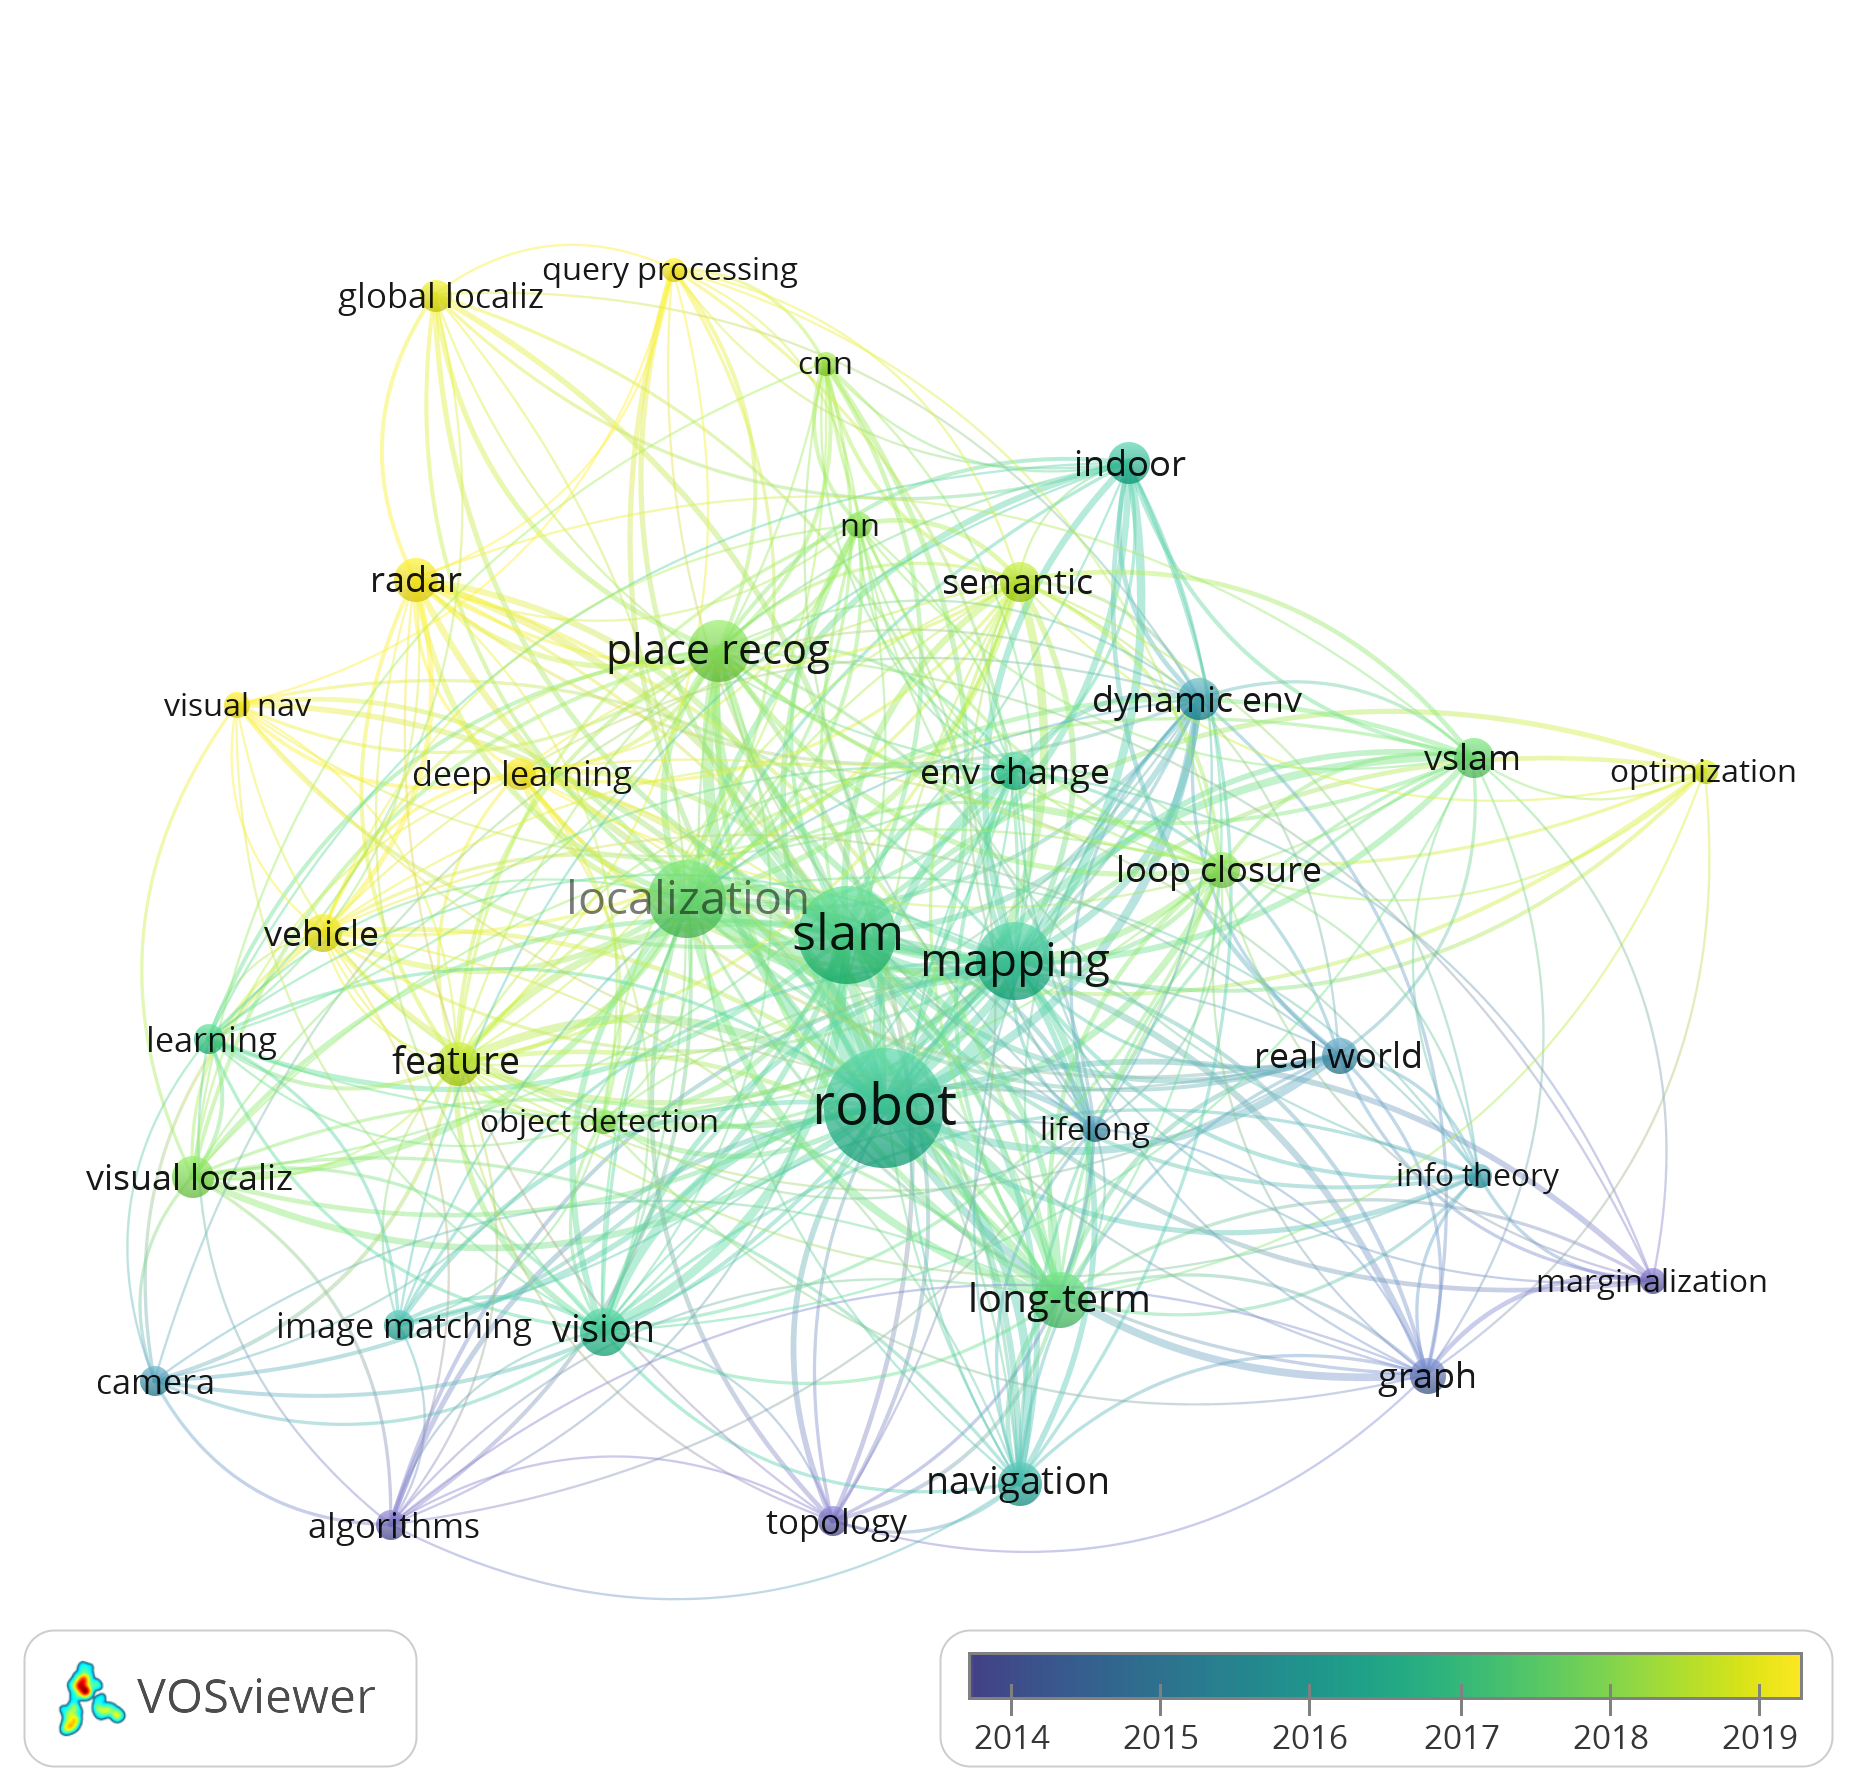 query processing
global localiz
cnn
indoor
nn
radar
semantic
place recog
visual nav
dynamic env
deep learning
env change
vslam
optimization
loop closure
localization
slam
vehicle
mapping
learning
feature
real world
object detection
robot
lifelong
visual localiz
info theory
marginalization
long-term
image matching
vision
camera
graph
navigation
algorithms
topology
VOSviewer
2014 2015 2016 2017 2018 2019